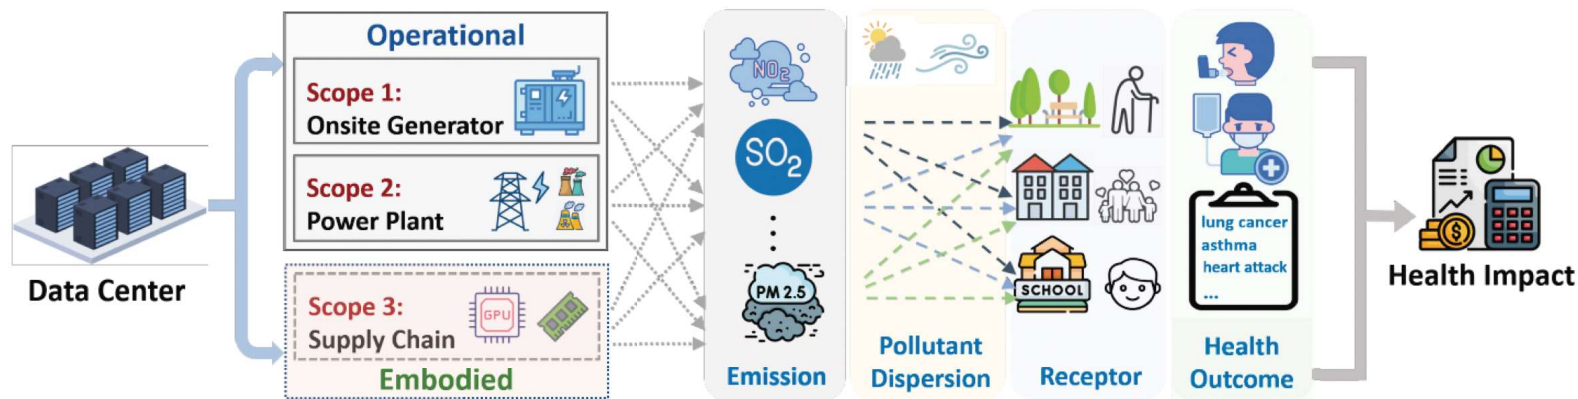 Data Center
Operational
Scope 1:
Onsite Generator
Scope 2:
Power Plant
Scope 3:
GPU
Supply Chain
Embodied
NO2
SO2
PM 2.5
Emission
Pollutant
Dispersion
SCHOOL
Receptor
lung cancer
asthma
heart attack
...
Health
Outcome
$
Health Impact